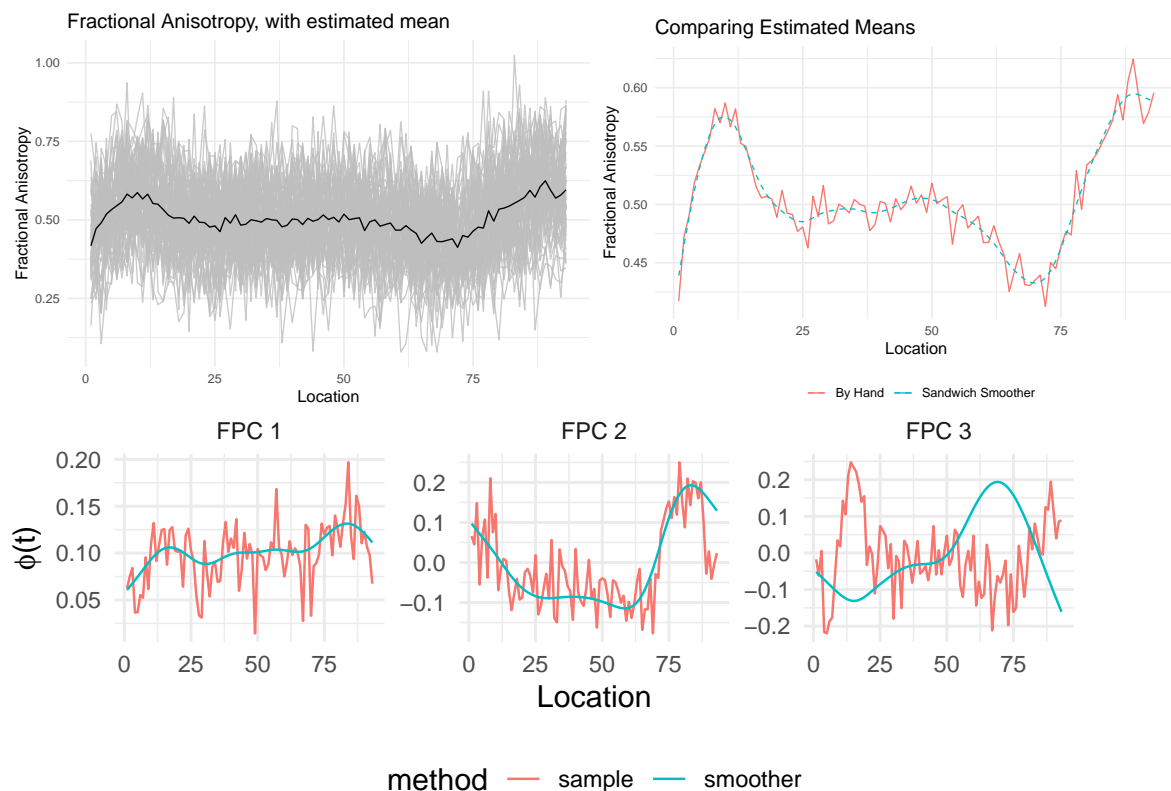 Fractional Anisotropy, with estimated mean
Fractional Anisotropy
1.00
0.75
0.50
0.25
0
25
50
75
Location
Comparing Estimated Means
Fractional Anisotropy
0.60
0.55
0.50
0.45
0
25
50
75
Location
By Hand
Sandwich Smoother
ϕ(t)
FPC 1
0.20
0.15
0.10
0.05
0
25
50
75
FPC 2
0.2
0.1
0.0
−0.1
0
25
50
75
FPC 3
0.2
0.1
0.0
−0.1
−0.2
0
25
50
75
Location
method
sample
smoother